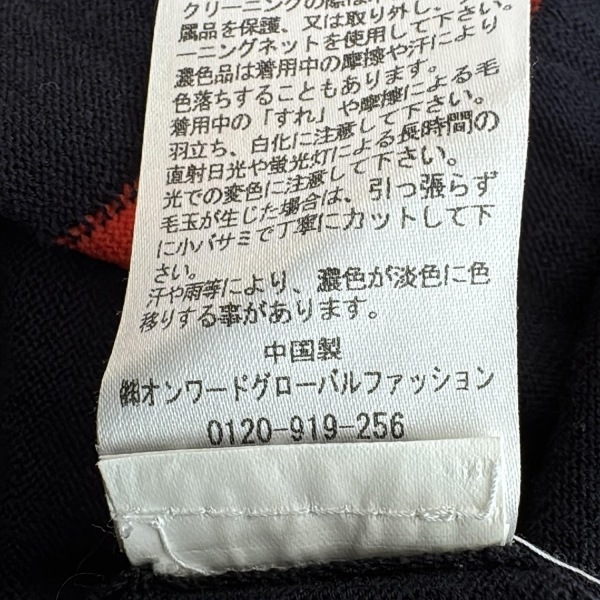 クリーニングの際は
属品を保護、又は取り外し、
ーニングネットを使用して下さい。
濃色品は着用中の摩擦や汗により
色落ちすることもあります。
着用中の「すれ」や摩擦による毛
羽立ち、白化に注意して下さい。
直射日光や蛍光灯による長時間の
光での変色に注意して下さい。
毛玉が生じた場合は、引っ張らず
に小バサミで丁寧にカットして下
さい。
汗や雨等により、濃色が淡色に色
移りする事があります。
中国製
㈱オンワードグローバルファッション
0120-919-256